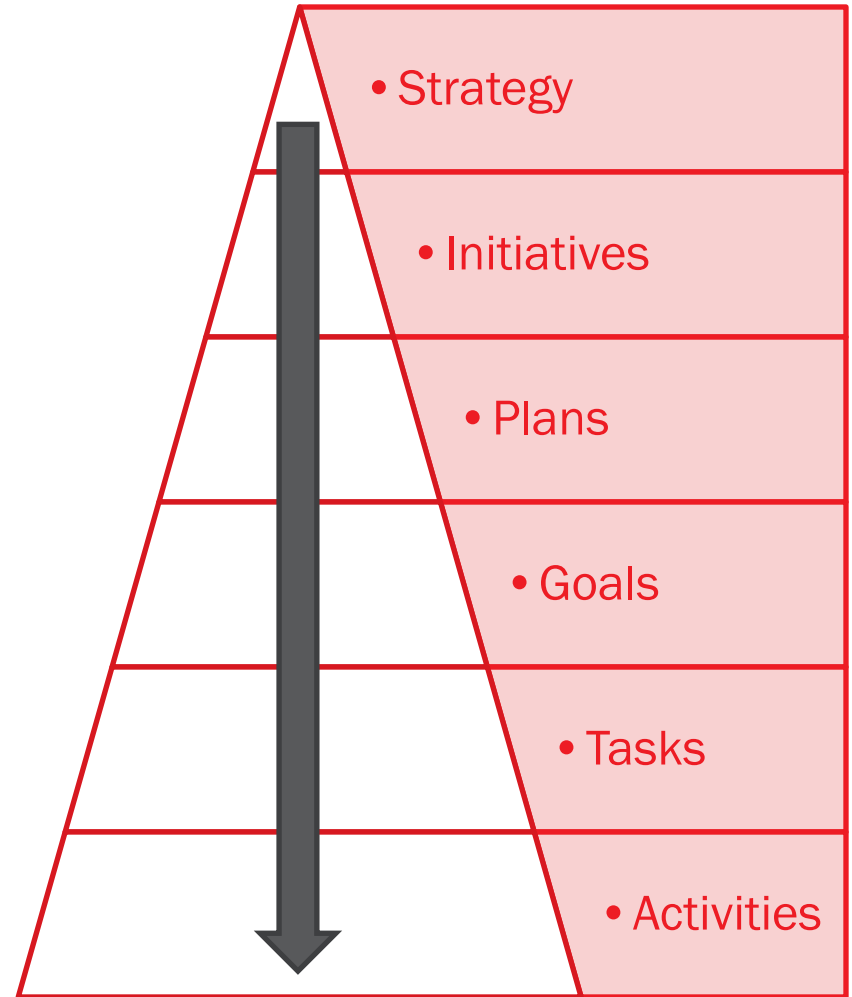 • Strategy
• Initiatives
• Plans
• Goals
• Tasks
• Activities